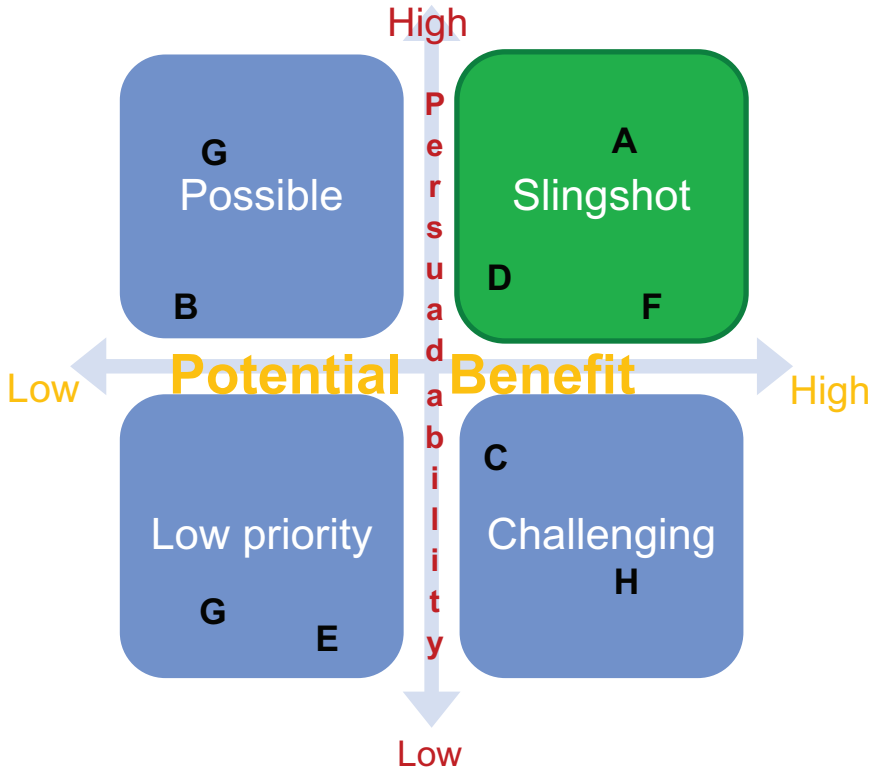 High
Persuadability
G
A
Possible
Slingshot
D
B
F
Potential Benefit
Low
High
C
Low priority
Challenging
H
G
E
Low